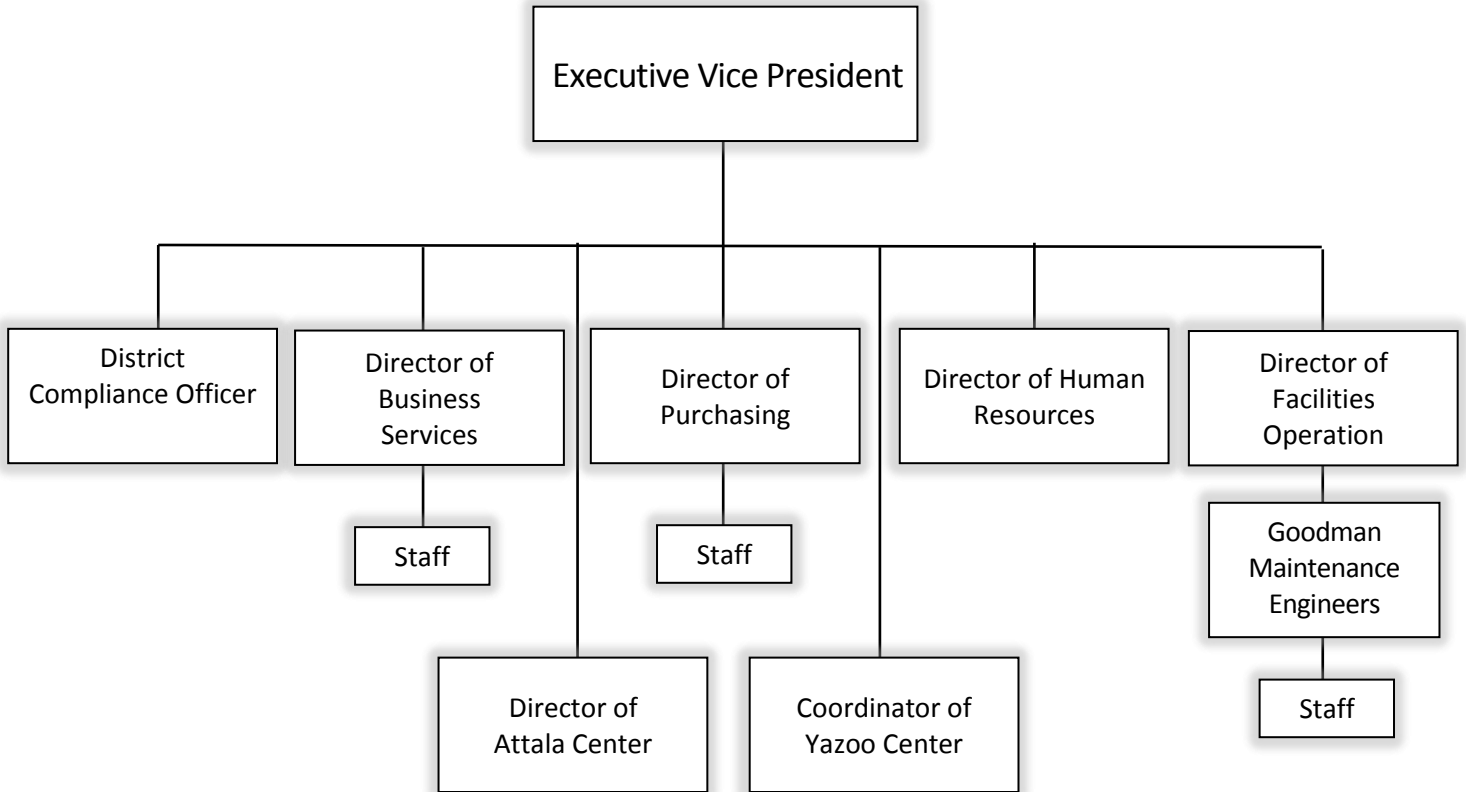 Executive Vice President
District
Compliance Officer
Director of
Business
Services
Director of
Purchasing
Director of Human
Resources
Director of
Facilities
Operation
Staff
Staff
Goodman
Maintenance
Engineers
Director of
Attala Center
Coordinator of
Yazoo Center
Staff